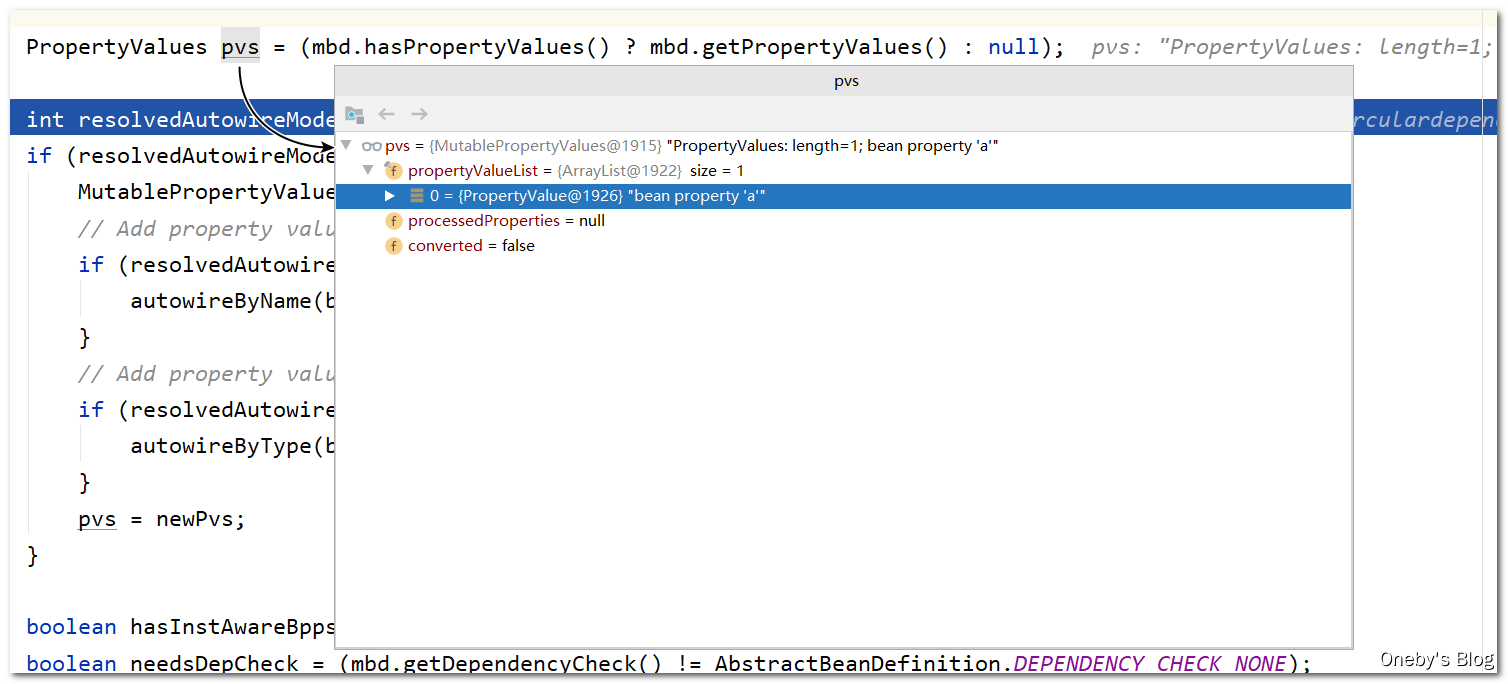 PropertyValues pvs = (mbd.hasPropertyValues() ? mbd.getPropertyValues() : null);  pvs: "PropertyValues: length=1;
pvs
int resolvedAutowireMode
pvs = {MutablePropertyValues@1915} "PropertyValues: length=1; bean property 'a'"
if (resolvedAutowireMode
propertyValueList = {ArrayList@1922} size = 1
MutablePropertyValue
0 = {PropertyValue@1926} "bean property 'a'"
// Add property valu
processedProperties = null
converted = false
if (resolvedAutowire
autowireByName(b
}
// Add property valu
if (resolvedAutowire
autowireByType(b
}
pvs = newPvs;
}
boolean hasInstAwareBpps
boolean needsDepCheck = (mbd.getDependencyCheck() != AbstractBeanDefinition.DEPENDENCY_CHECK_NONE);
Oneby's Blog